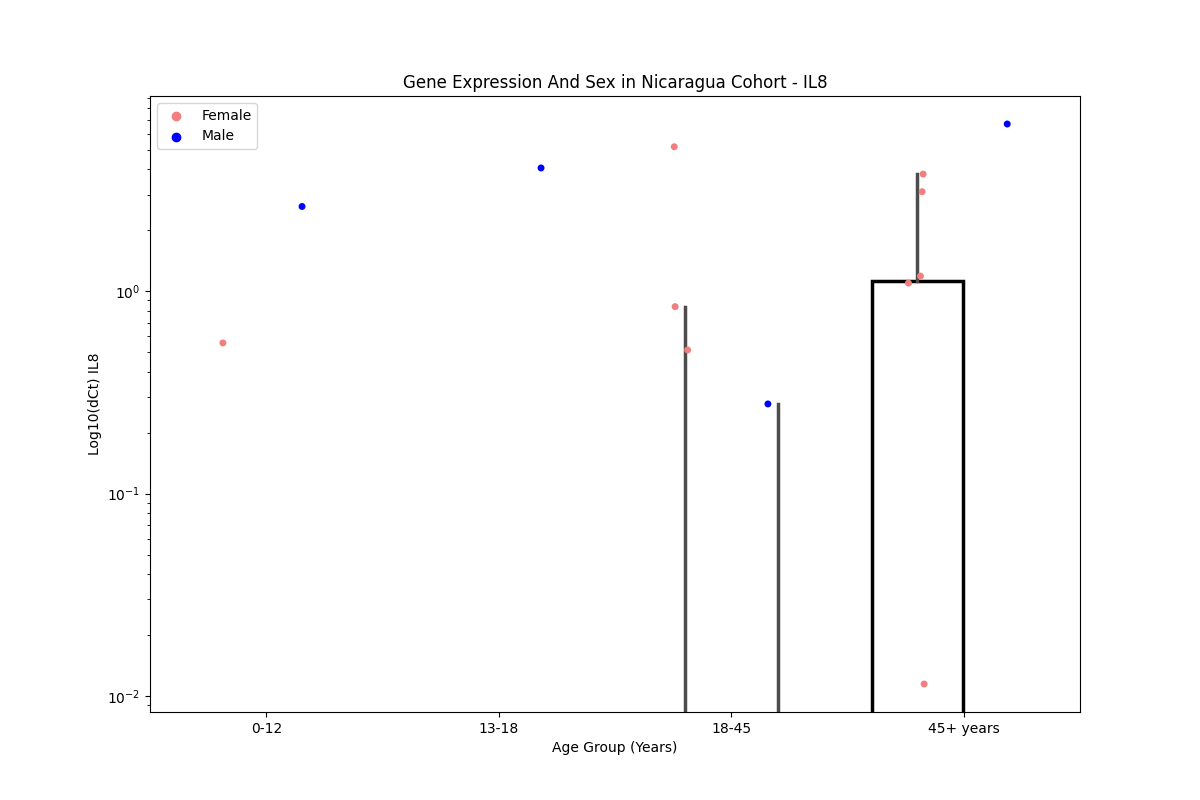 Gene Expression And Sex in Nicaragua Cohort - IL8
Female
Male
Log10(dCt) IL8
10⁰
10⁻¹
10⁻²
0-12
13-18
18-45
45+ years
Age Group (Years)